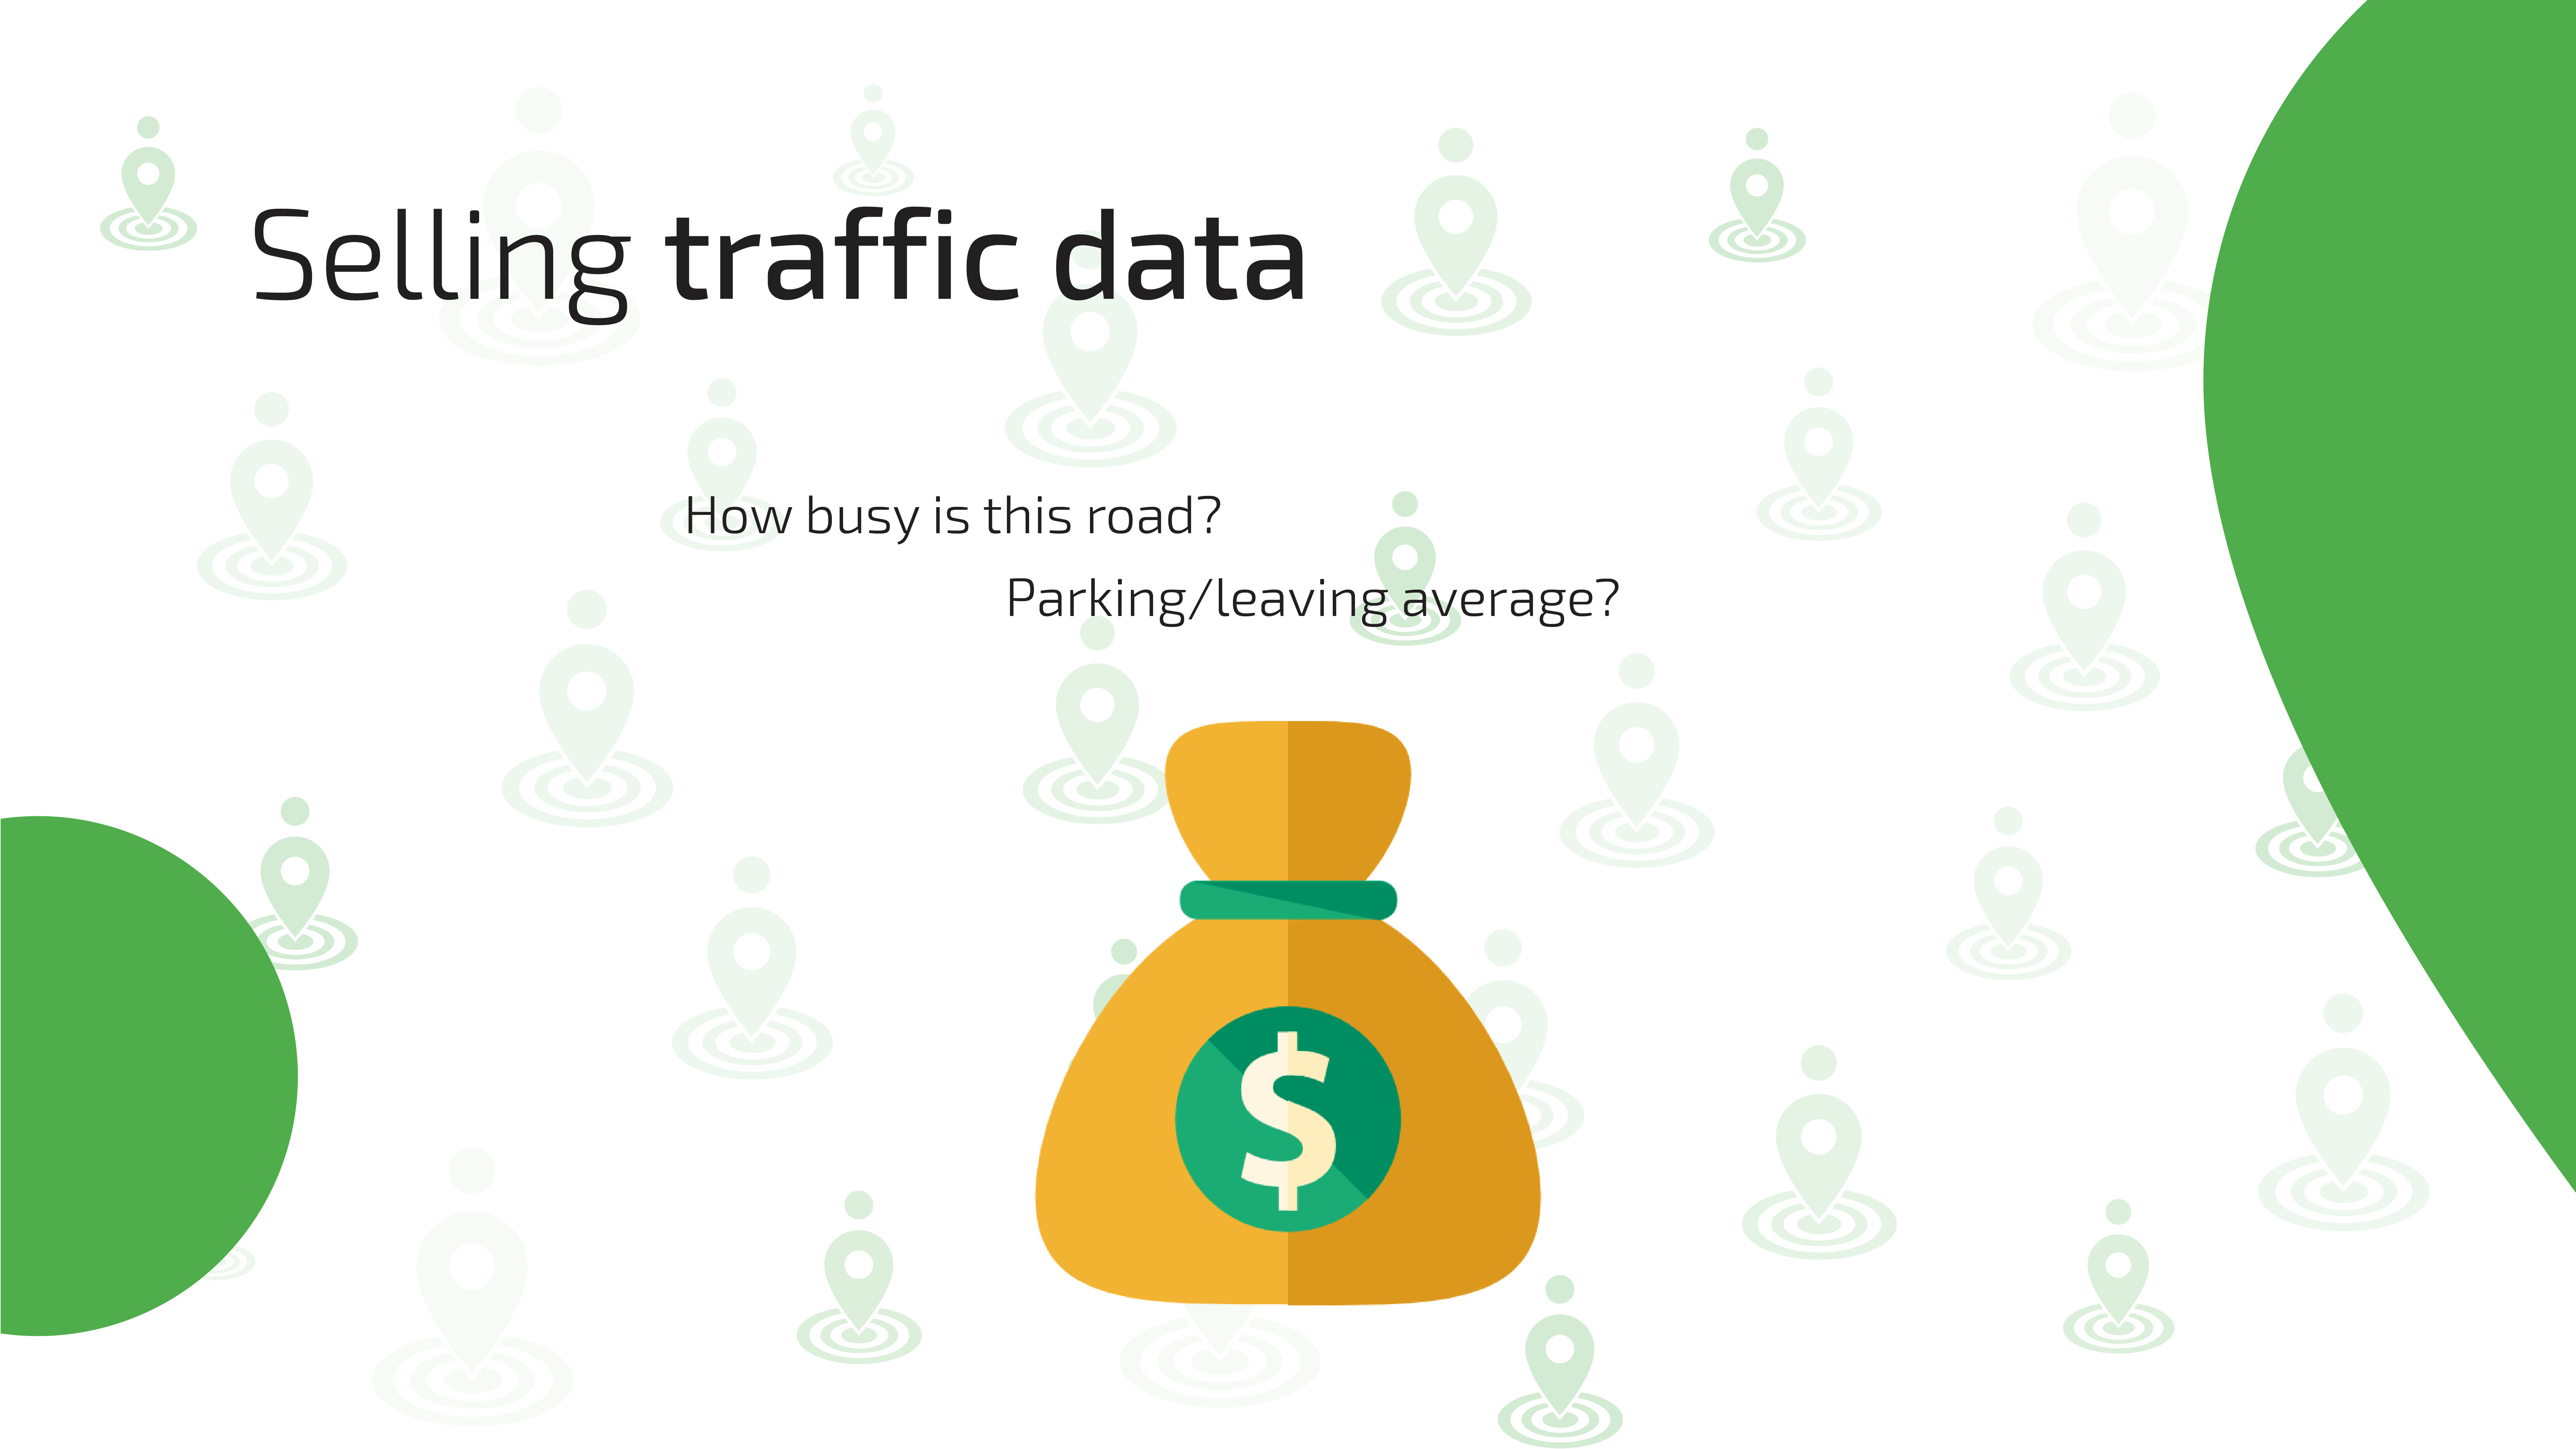 Selling traffic data
How busy is this road?
Parking/leaving average?
$